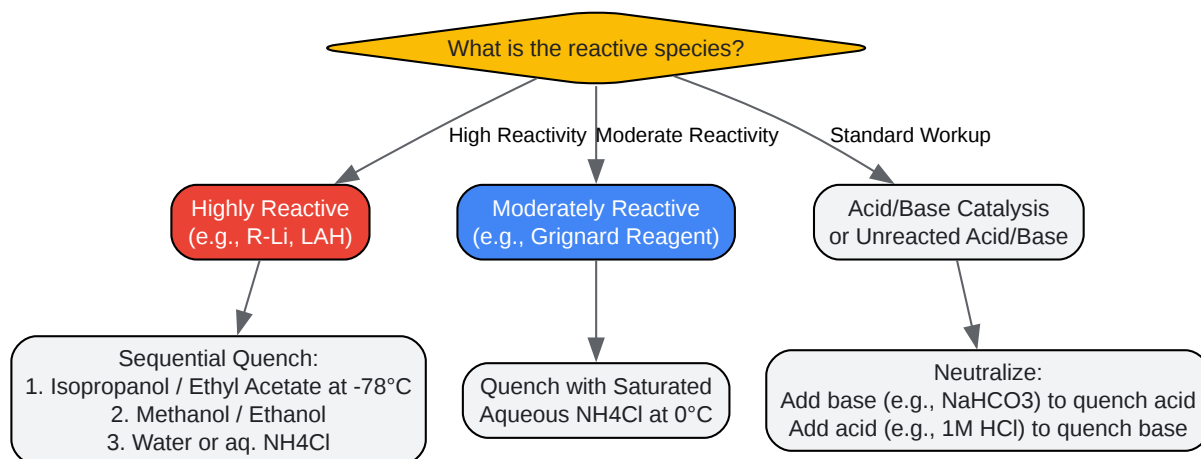 What is the reactive species?
High Reactivity
Moderate Reactivity
Standard Workup
Highly Reactive
(e.g., R-Li, LAH)
Moderately Reactive
(e.g., Grignard Reagent)
Acid/Base Catalysis
or Unreacted Acid/Base
Sequential Quench:
1. Isopropanol / Ethyl Acetate at -78°C
2. Methanol / Ethanol
3. Water or aq. NH4Cl
Quench with Saturated
Aqueous NH4Cl at 0°C
Neutralize:
Add base (e.g., NaHCO3) to quench acid
Add acid (e.g., 1M HCl) to quench base